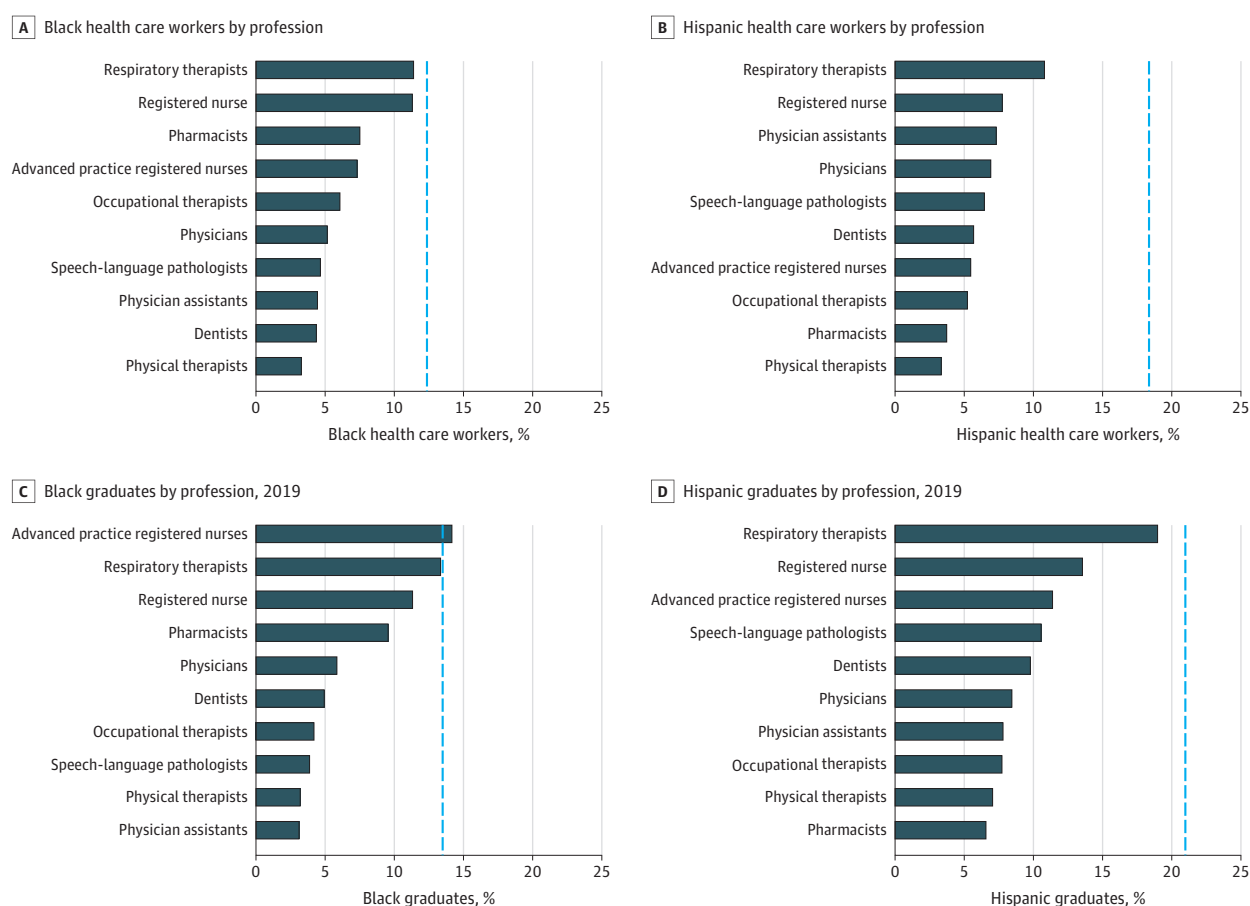 A Black health care workers by profession
Respiratory therapists
Registered nurse
Pharmacists
Advanced practice registered nurses
Occupational therapists
Physicians
Speech-language pathologists
Physician assistants
Dentists
Physical therapists
0 5 10 15 20 25
Black health care workers, %
B Hispanic health care workers by profession
Respiratory therapists
Registered nurse
Physician assistants
Physicians
Speech-language pathologists
Dentists
Advanced practice registered nurses
Occupational therapists
Pharmacists
Physical therapists
0 5 10 15 20 25
Hispanic health care workers, %
C Black graduates by profession, 2019
Advanced practice registered nurses
Respiratory therapists
Registered nurse
Pharmacists
Physicians
Dentists
Occupational therapists
Speech-language pathologists
Physical therapists
Physician assistants
0 5 10 15 20 25
Black graduates, %
D Hispanic graduates by profession, 2019
Respiratory therapists
Registered nurse
Advanced practice registered nurses
Speech-language pathologists
Dentists
Physicians
Physician assistants
Occupational therapists
Physical therapists
Pharmacists
0 5 10 15 20 25
Hispanic graduates, %